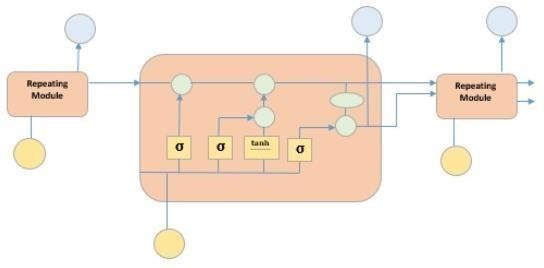 Repeating
Module
σ
σ
tanh
σ
Repeating
Module